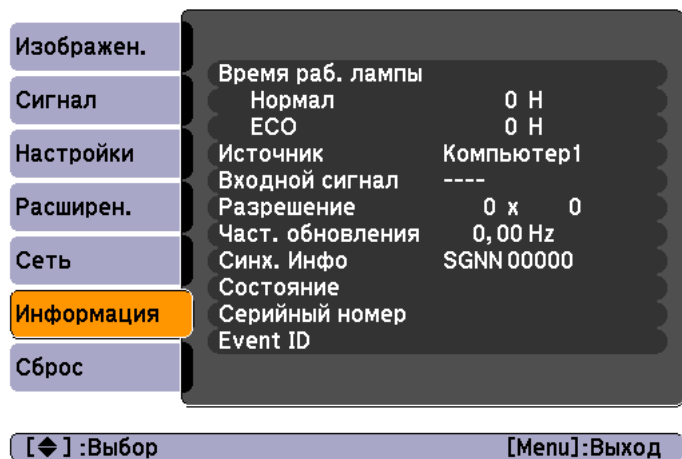 Изображен.
Сигнал
Настройки
Расширен.
Сеть
Информация
Сброс
Время раб. лампы
Нормал 0 H
ECO 0 H
Источник Компьютер1
Входной сигнал ----
Разрешение 0 x 0
Част. обновления 0,00 Hz
Синх. Инфо SGNN 00000
Состояние
Серийный номер
Event ID
[◆] :Выбор [Menu]:Выход